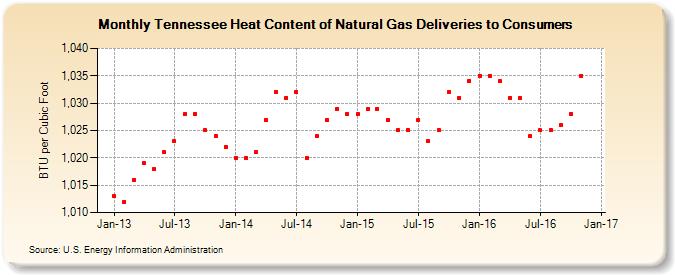 Monthly Tennessee Heat Content of Natural Gas Deliveries to Consumers
BTU per Cubic Foot
1,040
1,035
1,030
1,025
1,020
1,015
1,010
Jan-13 Jul-13 Jan-14 Jul-14 Jan-15 Jul-15 Jan-16 Jul-16 Jan-17
Source: U.S. Energy Information Administration